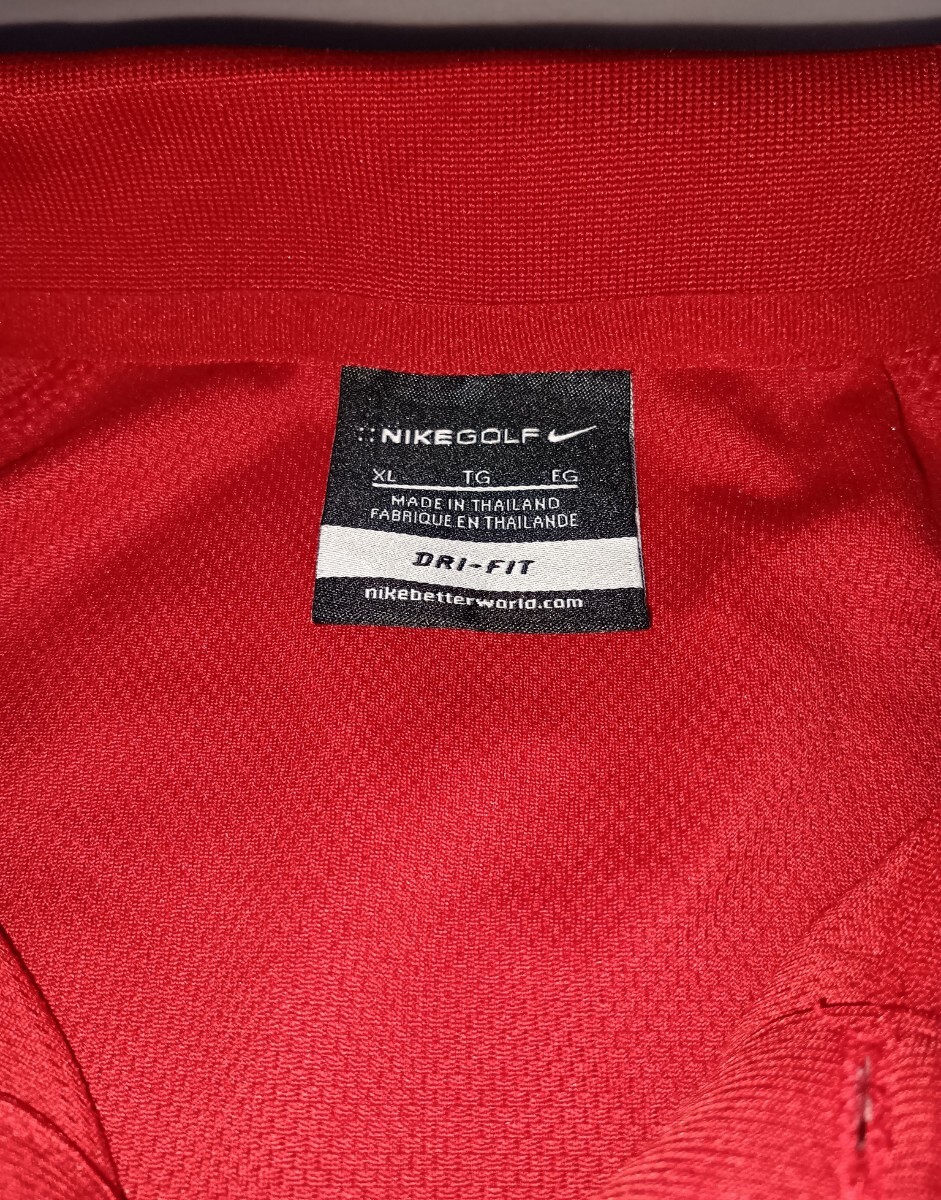 NIKEGOLF
XL TG EG
MADE IN THAILAND
FABRIQUE EN THAILANDE
DRI-FIT
nikebetterworld.com